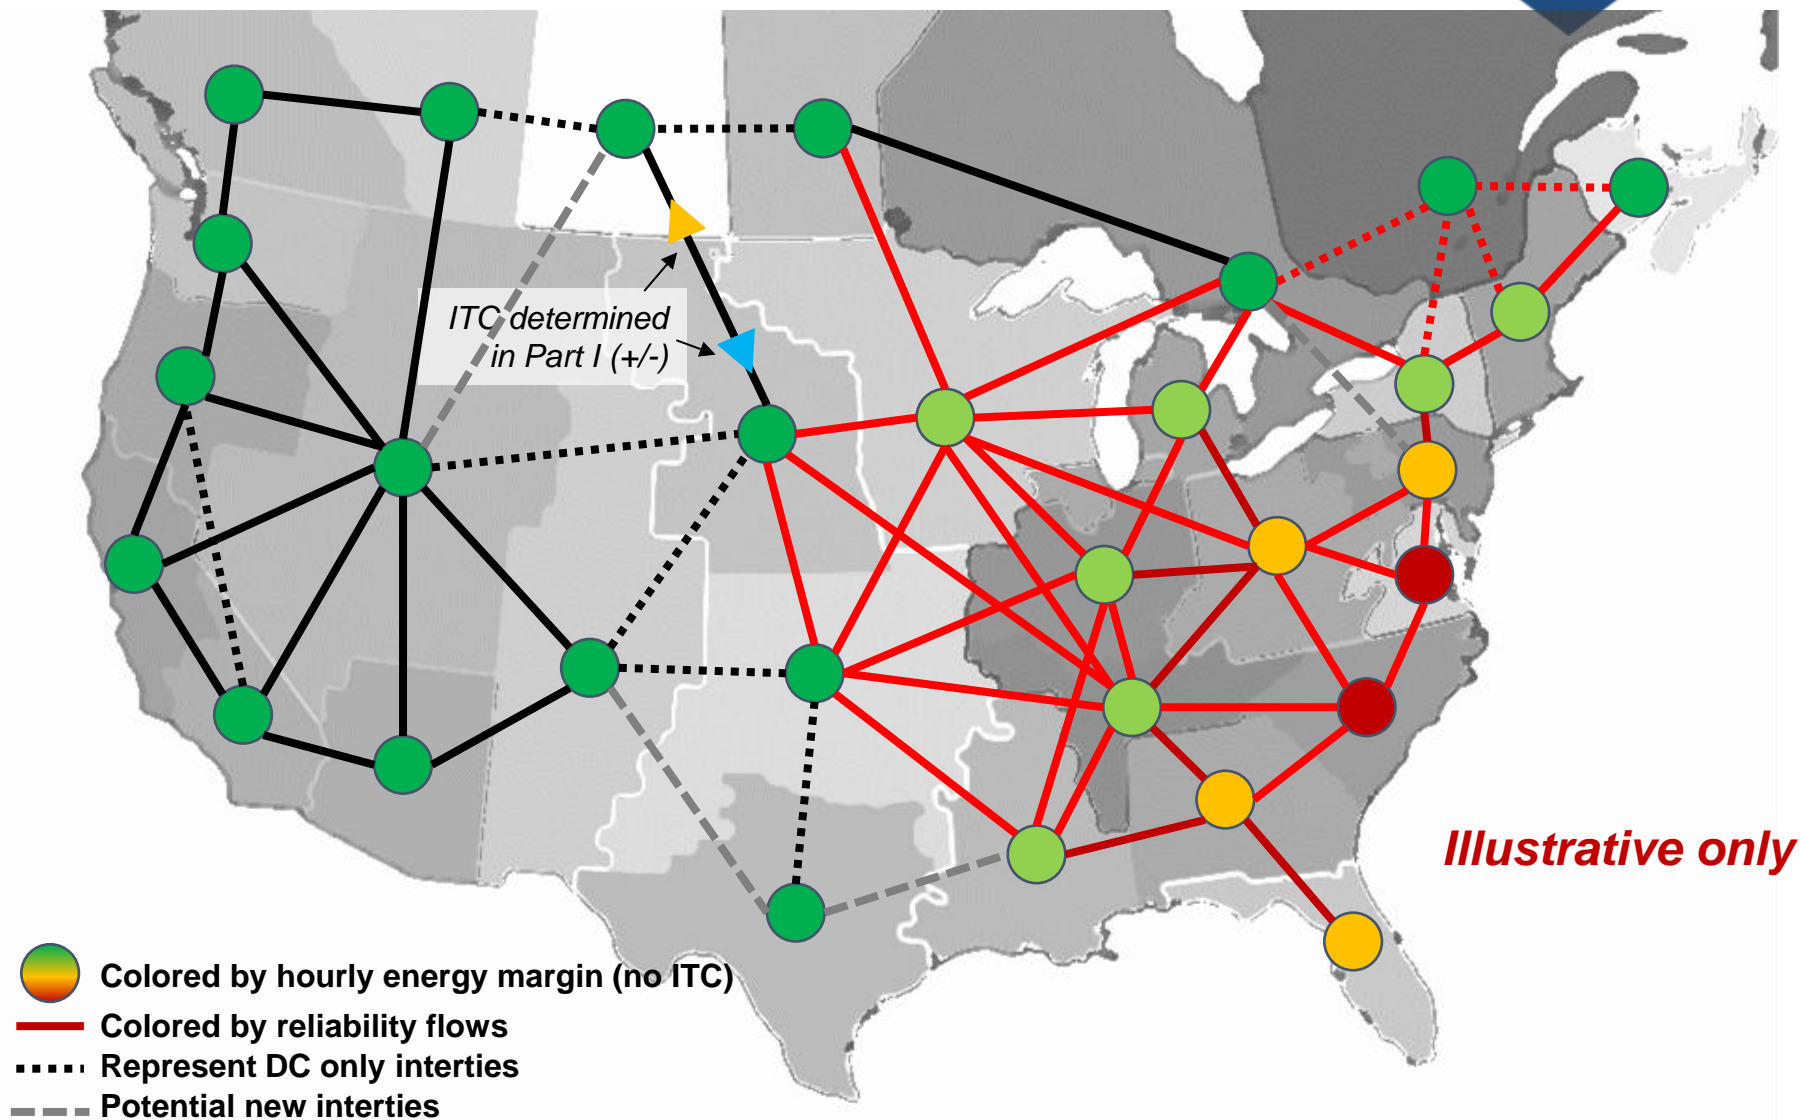 ITC determined
in Part I (+/-)
Illustrative only
Colored by hourly energy margin (no ITC)
Colored by reliability flows
Represent DC only interties
Potential new interties